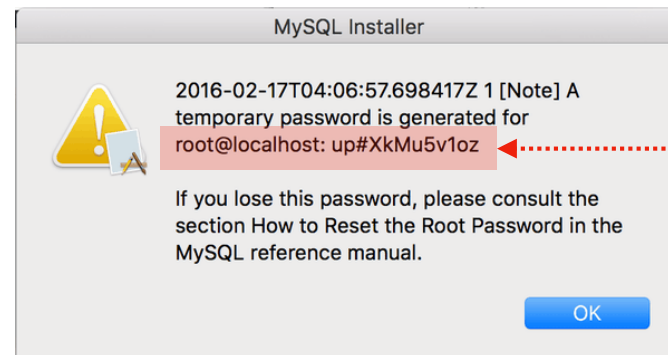 MySQL Installer
2016-02-17T04:06:57.698417Z 1 [Note] A
temporary password is generated for
root@localhost: up#XkMu5v1oz
If you lose this password, please consult the
section How to Reset the Root Password in the
MySQL reference manual.
OK